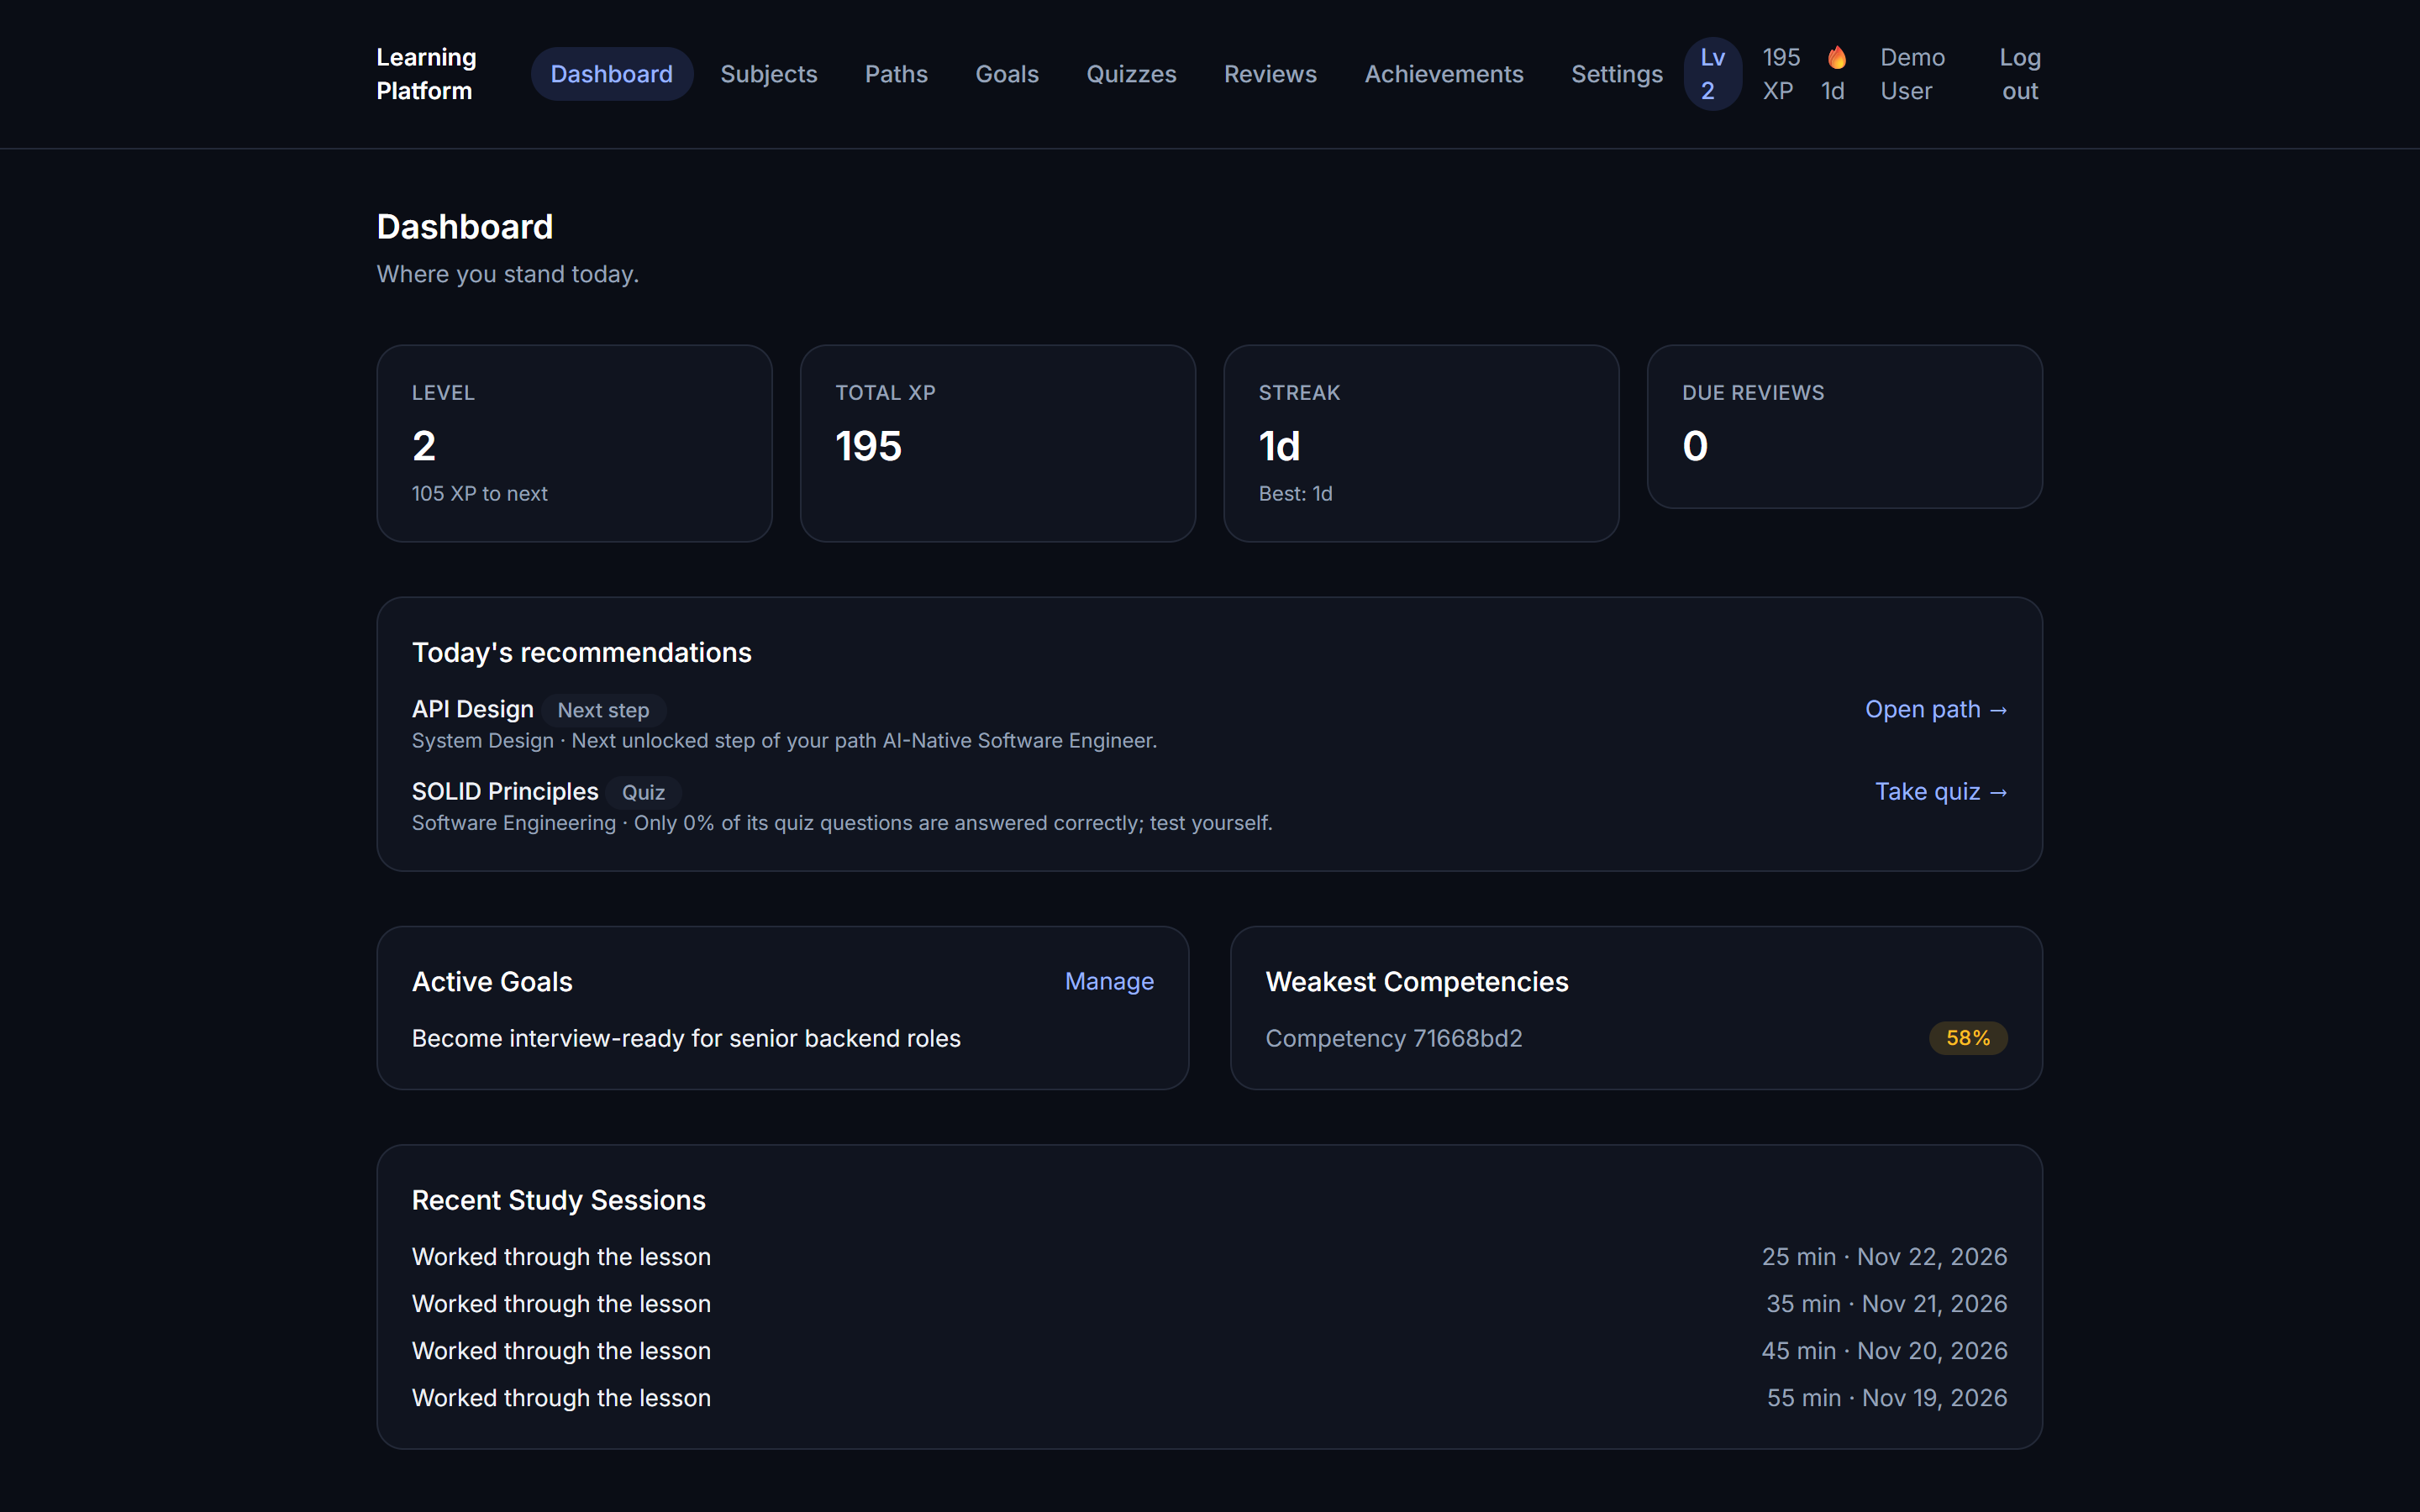 Learning
Platform
Dashboard
Subjects
Paths
Goals
Quizzes
Reviews
Achievements
Settings
Lv
2
195
XP
🔥
1d
Demo
User
Log
out
Dashboard
Where you stand today.
LEVEL
2
105 XP to next
TOTAL XP
195
STREAK
1d
Best: 1d
DUE REVIEWS
0
Today's recommendations
API Design Next step
Open path →
System Design · Next unlocked step of your path AI-Native Software Engineer.
SOLID Principles Quiz
Take quiz →
Software Engineering · Only 0% of its quiz questions are answered correctly; test yourself.
Active Goals
Manage
Become interview-ready for senior backend roles
Weakest Competencies
Competency 71668bd2
58%
Recent Study Sessions
Worked through the lesson
25 min · Nov 22, 2026
Worked through the lesson
35 min · Nov 21, 2026
Worked through the lesson
45 min · Nov 20, 2026
Worked through the lesson
55 min · Nov 19, 2026